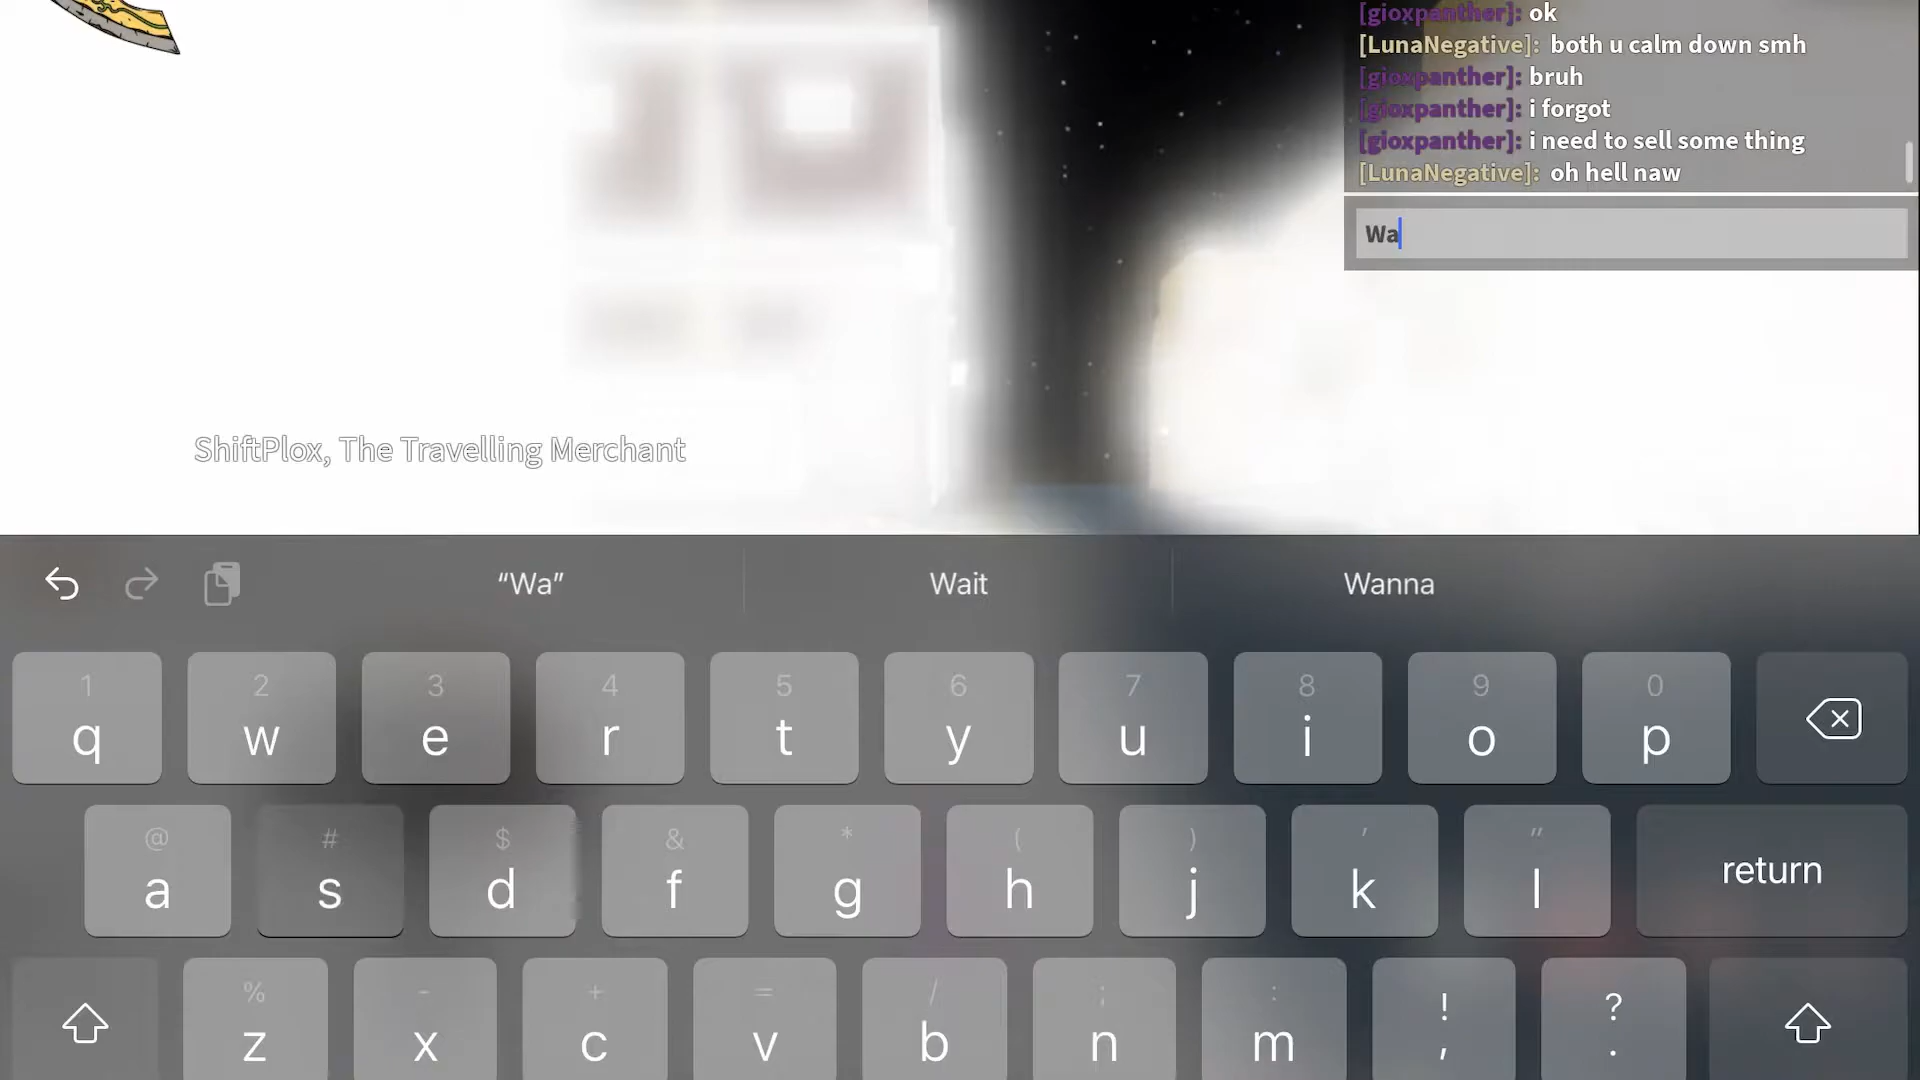 [gioxpanther]: ok
[LunaNegative]: both u calm down smh
[gioxpanther]: bruh
[gioxpanther]: i forgot
[gioxpanther]: i need to sell some thing
[LunaNegative]: oh hell naw
Wa
ShiftPlox, The Travelling Merchant
“Wa” Wait Wanna
1 2 3 4 5 6 7 8 9 0
q w e r t y u i o p
@ # $ & * ( ) ' "
a s d f g h j k l return
% - + = / ; : ! ?
z x c v b n m , .